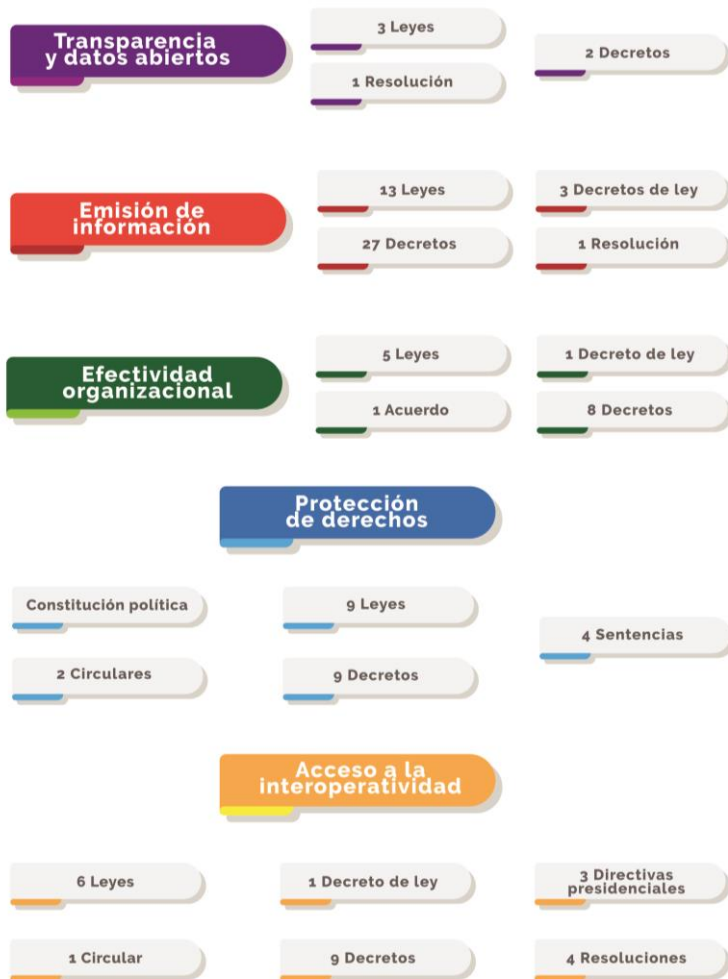 Transparencia
y datos abiertos
3 Leyes
2 Decretos
1 Resolución
Emisión de
información
13 Leyes
3 Decretos de ley
27 Decretos
1 Resolución
Efectividad
organizacional
5 Leyes
1 Decreto de ley
1 Acuerdo
8 Decretos
Protección
de derechos
Constitución política
9 Leyes
4 Sentencias
2 Circulares
9 Decretos
Acceso a la
interoperatividad
6 Leyes
1 Decreto de ley
3 Directivas
presidenciales
1 Circular
9 Decretos
4 Resoluciones